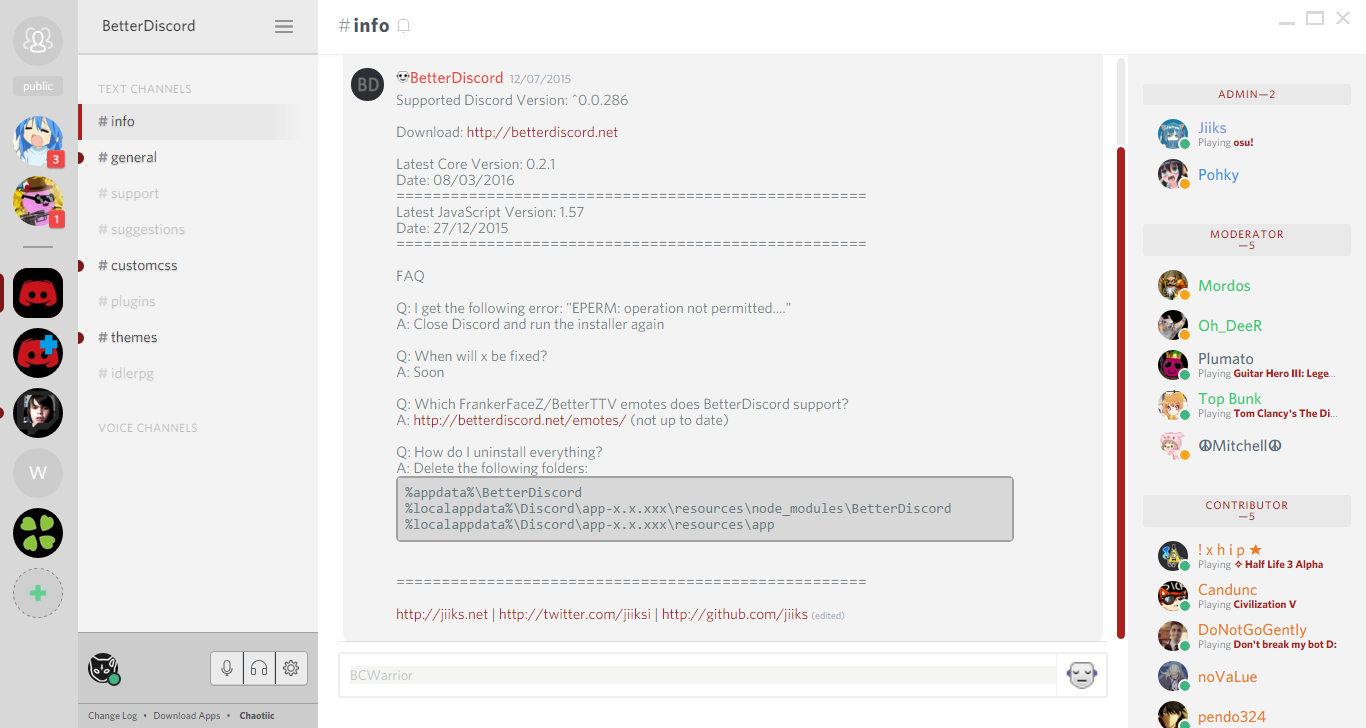 public
3
1
W
BetterDiscord
TEXT CHANNELS
# info
# general
# support
# suggestions
# customcss
# plugins
# themes
# idlerpg
VOICE CHANNELS
Change Log • Download Apps • Chaotiic
# info
BD
BetterDiscord 12/07/2015
Supported Discord Version: ^0.0.286
Download: http://betterdiscord.net
Latest Core Version: 0.2.1
Date: 08/03/2016
====================================================
Latest JavaScript Version: 1.57
Date: 27/12/2015
====================================================
FAQ
Q: I get the following error: "EPERM: operation not permitted...."
A: Close Discord and run the installer again
Q: When will x be fixed?
A: Soon
Q: Which FrankerFaceZ/BetterTTV emotes does BetterDiscord support?
A: http://betterdiscord.net/emotes/ (not up to date)
Q: How do I uninstall everything?
A: Delete the following folders:
%appdata%\BetterDiscord
%localappdata%\Discord\app-x.x.xxx\resources\node_modules\BetterDiscord
%localappdata%\Discord\app-x.x.xxx\resources\app
====================================================
http://jiiks.net | http://twitter.com/jiiksi | http://github.com/jiiks (edited)
BCWarrior
ADMIN—2
Jiiks
Playing osu!
Pohky
MODERATOR
—5
Mordos
Oh_DeeR
Plumato
Playing Guitar Hero III: Lege...
Top Bunk
Playing Tom Clancy's The Di...
☮Mitchell☮
CONTRIBUTOR
—5
! x h i p ★
Playing ✧ Half Life 3 Alpha
Candunc
Playing Civilization V
DoNotGoGently
Playing Don't break my bot D:
noVaLue
pendo324